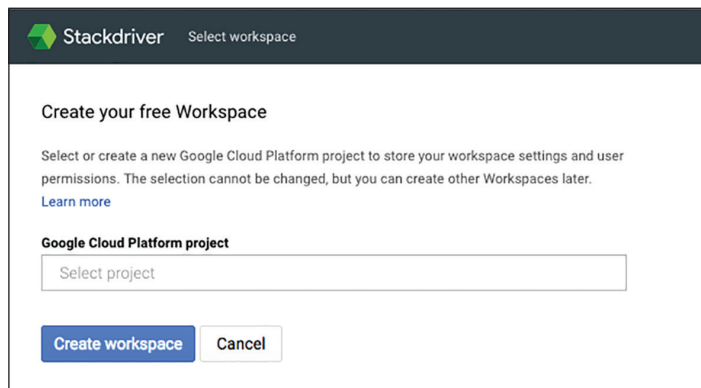 Stackdriver Select workspace
Create your free Workspace
Select or create a new Google Cloud Platform project to store your workspace settings and user
permissions. The selection cannot be changed, but you can create other Workspaces later.
Learn more
Google Cloud Platform project
Select project
Create workspace Cancel